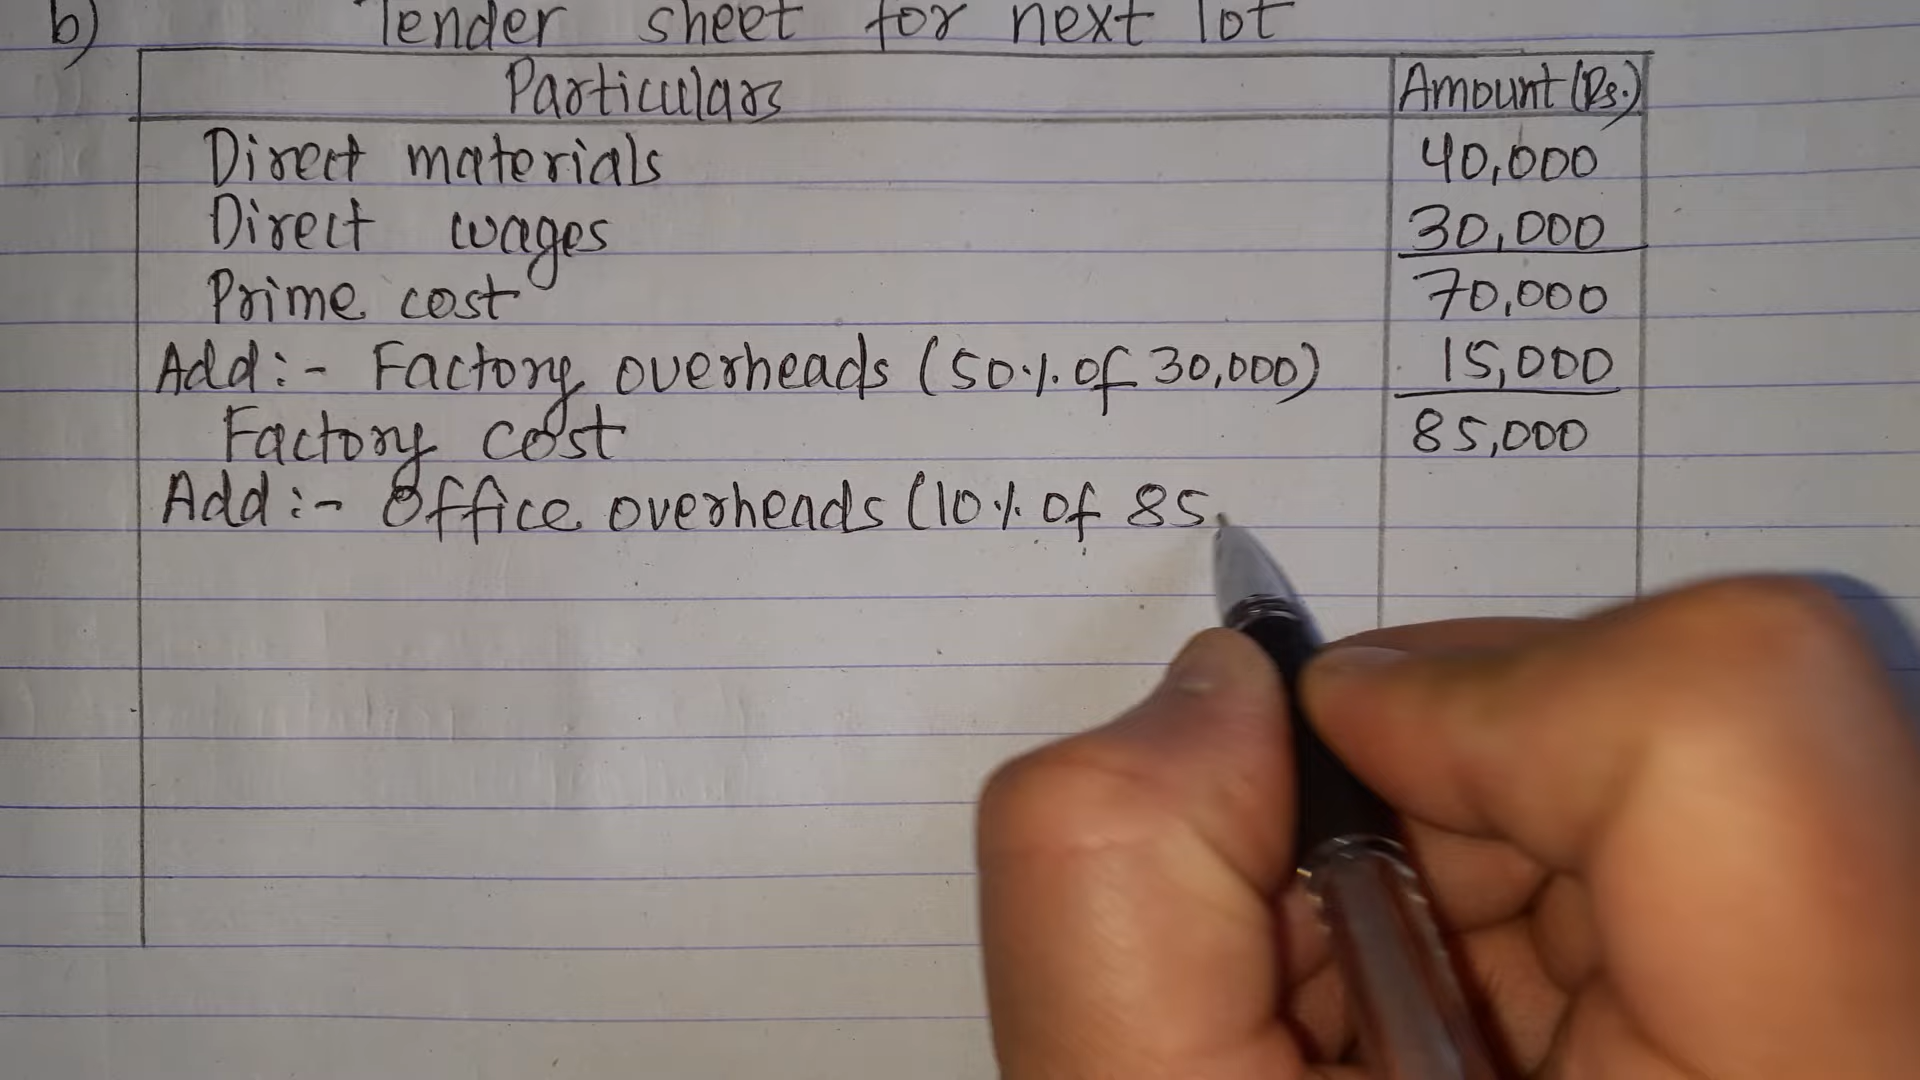 b) Tender sheet for next lot
Particulars Amount (Rs.)
Direct materials 40,000
Direct wages 30,000
Prime cost 70,000
Add:- Factory overheads (50% of 30,000) 15,000
Factory cost 85,000
Add:- Office overheads (10% of 85,